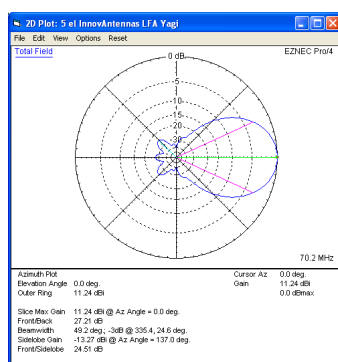 2D Plot: 5 el InnovAntennas LFA Yagi
File Edit View Options Reset
Total Field
EZNEC Pro/4
0 dB
-5
-10
-15
-20
-30
70.2 MHz
Azimuth Plot
Elevation Angle 0.0 deg.
Outer Ring 11.24 dBi
Cursor Az 0.0 deg.
Gain 11.24 dBi
0.0 dBmax
Slice Max Gain 11.24 dBi @ Az Angle = 0.0 deg.
Front/Back 27.21 dB
Beamwidth 49.2 deg.; -3dB @ 335.4, 24.6 deg.
Sidelobe Gain -13.27 dBi @ Az Angle = 137.0 deg.
Front/Sidelobe 24.51 dB